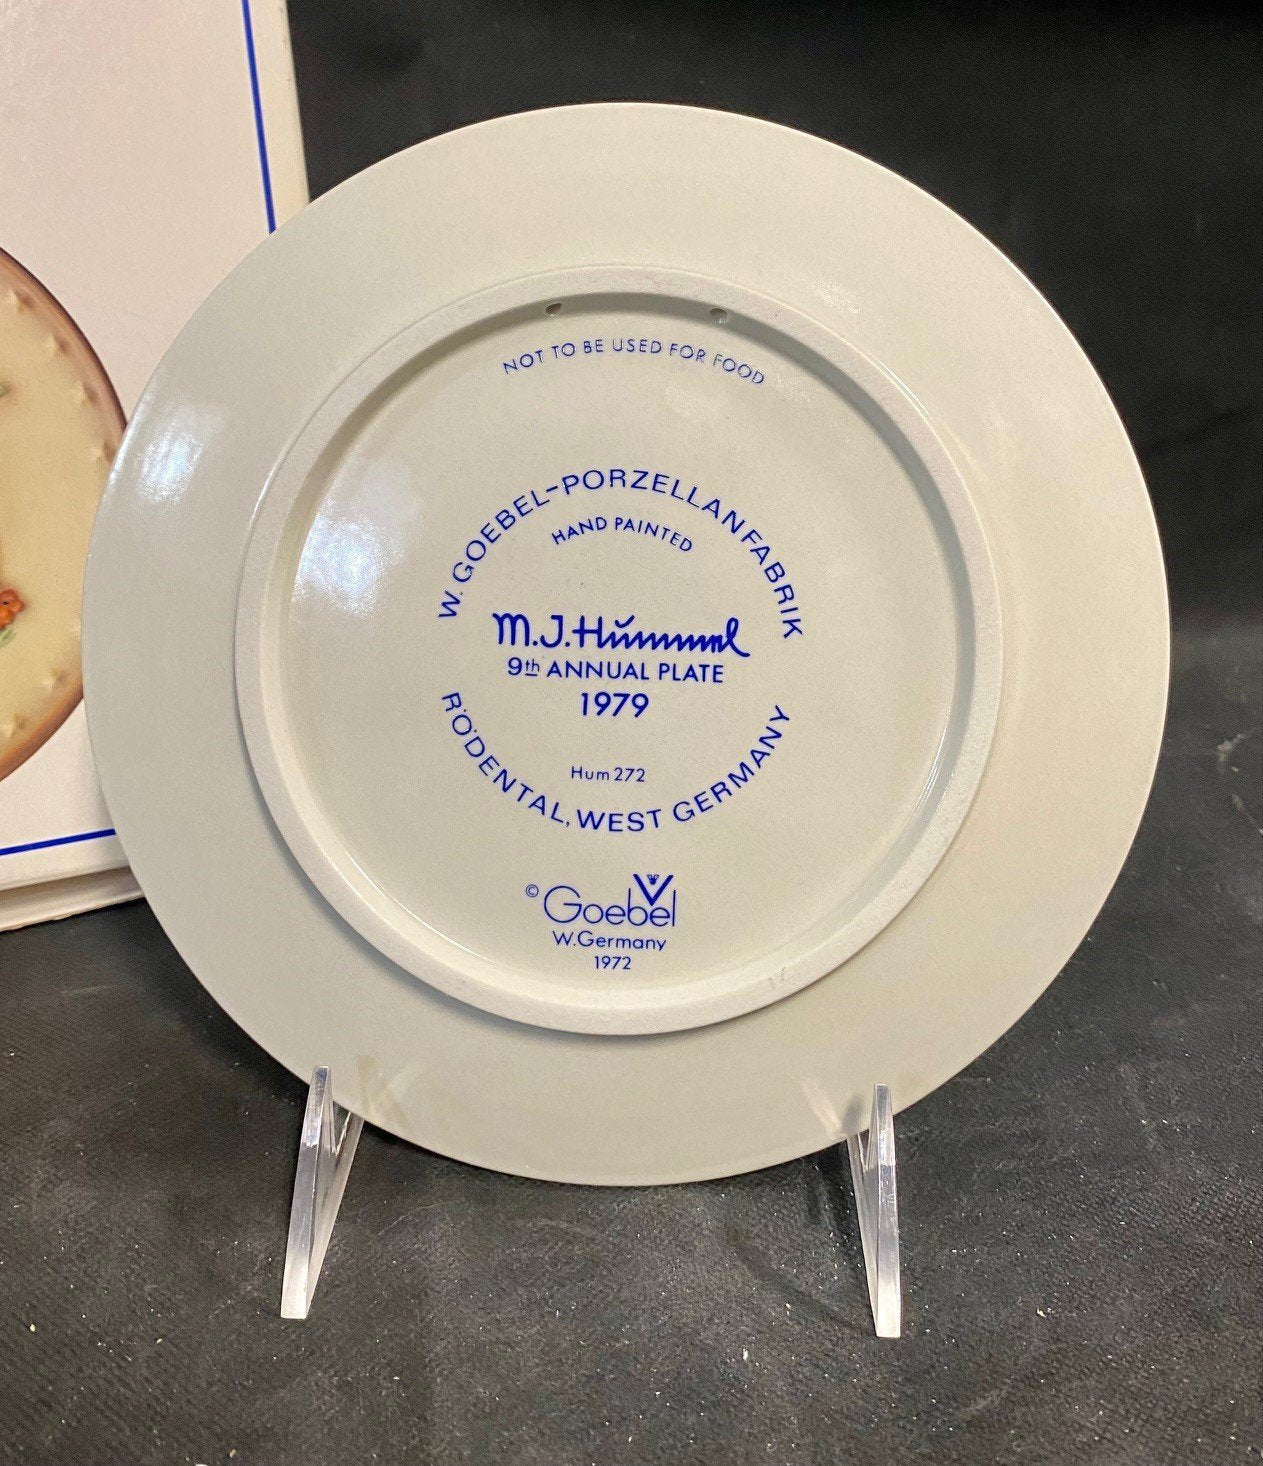 NOT TO BE USED FOR FOOD
W. GOEBEL-PORZELLANFABRIK
HAND PAINTED
M.J.Hummel
9th ANNUAL PLATE
1979
Hum 272
RÖDENTAL, WEST GERMANY
© Goebel
W.Germany
1972